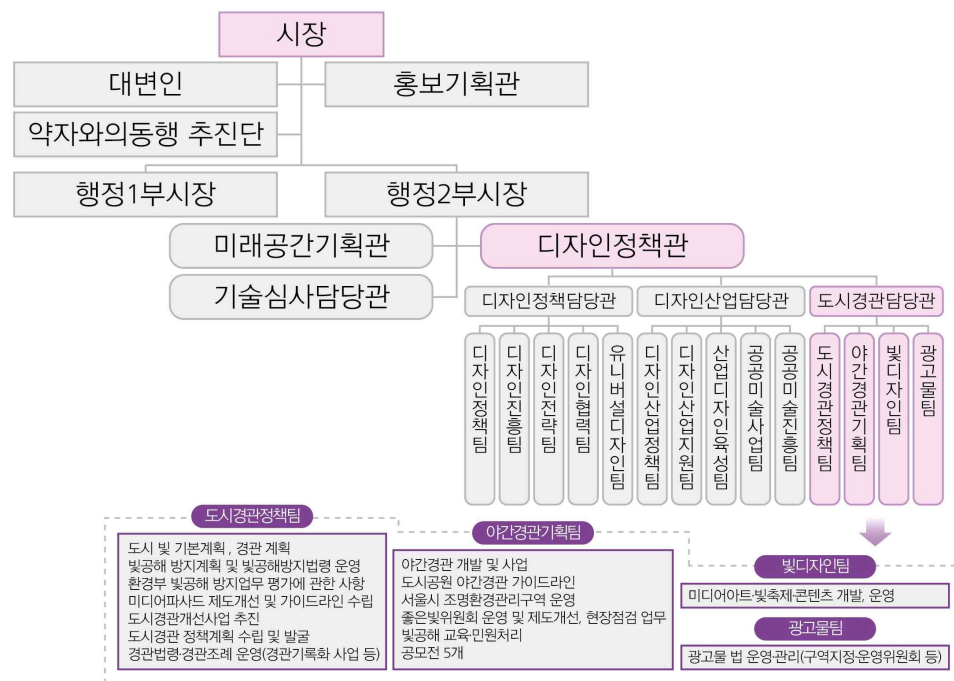 시장
대변인
홍보기획관
약자와의동행 추진단
행정1부시장
행정2부시장
미래공간기획관
디자인정책관
기술심사담당관
디자인정책담당관
디자인산업담당관
도시경관담당관
디자인정책팀
디자인진흥팀
디자인전략팀
디자인협력팀
유니버설디자인팀
디자인산업정책팀
디자인산업지원팀
산업디자인육성팀
공공미술사업팀
공공미술진흥팀
도시경관정책팀
야간경관기획팀
빛디자인팀
광고물팀
도시경관정책팀
도시 빛 기본계획 , 경관 계획
빛공해 방지계획 및 빛공해방지법령 운영
환경부 빛공해 방지업무 평가에 관한 사항
미디어파사드 제도개선 및 가이드라인 수립
도시경관개선사업 추진
도시경관 정책계획 수립 및 발굴
경관법령·경관조례 운영(경관기록화 사업 등)
야간경관기획팀
야간경관 개발 및 사업
도시공원 야간경관 가이드라인
서울시 조명환경관리구역 운영
좋은빛위원회 운영 및 제도개선, 현장점검 업무
빛공해 교육·민원처리
공모전 5개
빛디자인팀
미디어아트·빛축제·콘텐츠 개발, 운영
광고물팀
광고물 법 운영·관리(구역지정·운영위원회 등)